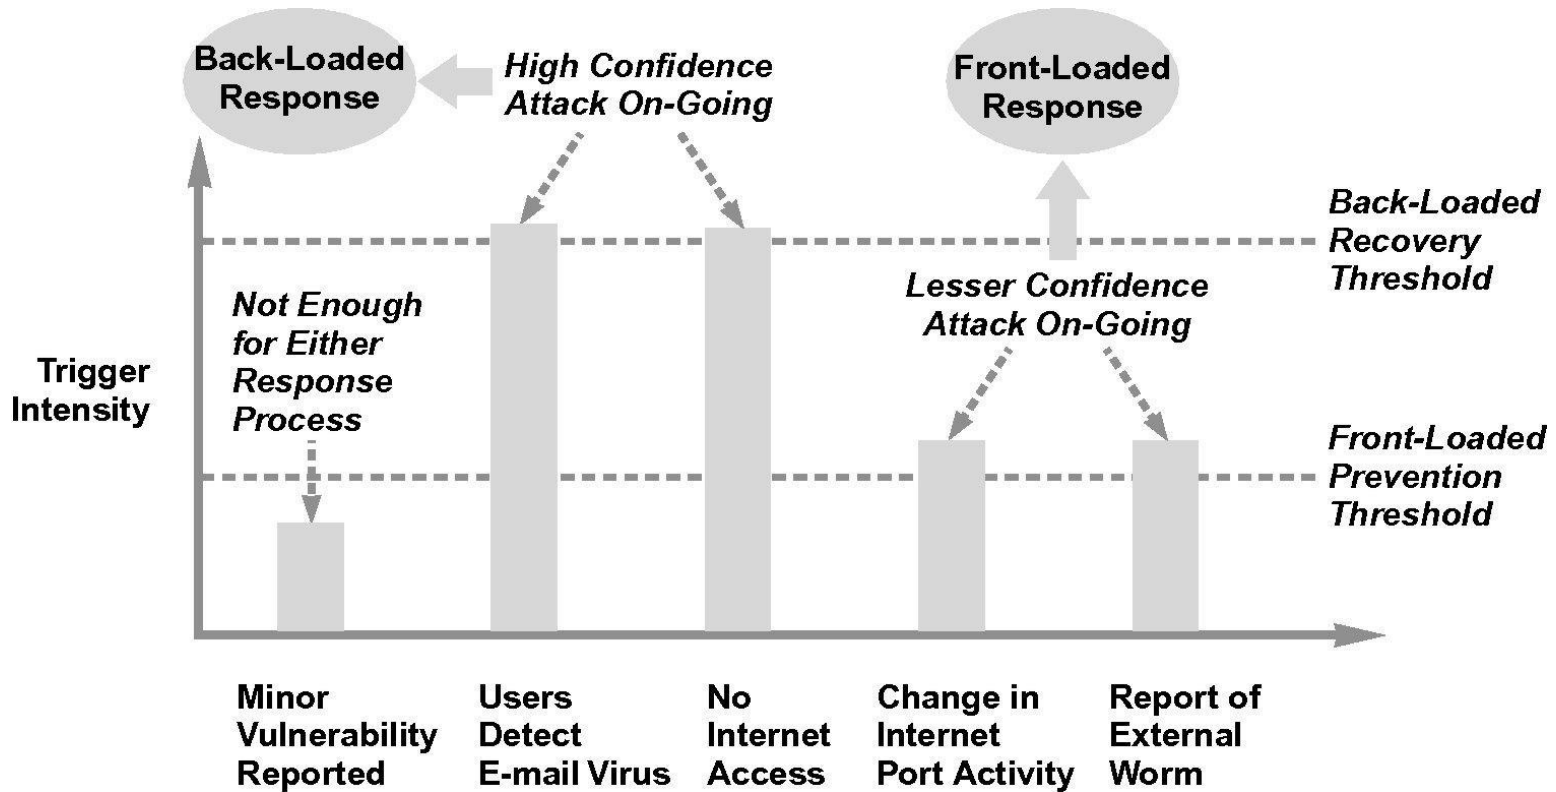 Back-Loaded
Response
High Confidence
Attack On-Going
Front-Loaded
Response
Back-Loaded
Recovery
Threshold
Not Enough
for Either
Response
Process
Lesser Confidence
Attack On-Going
Trigger
Intensity
Front-Loaded
Prevention
Threshold
Minor
Vulnerability
Reported
Users
Detect
E-mail Virus
No
Internet
Access
Change in
Internet
Port Activity
Report of
External
Worm